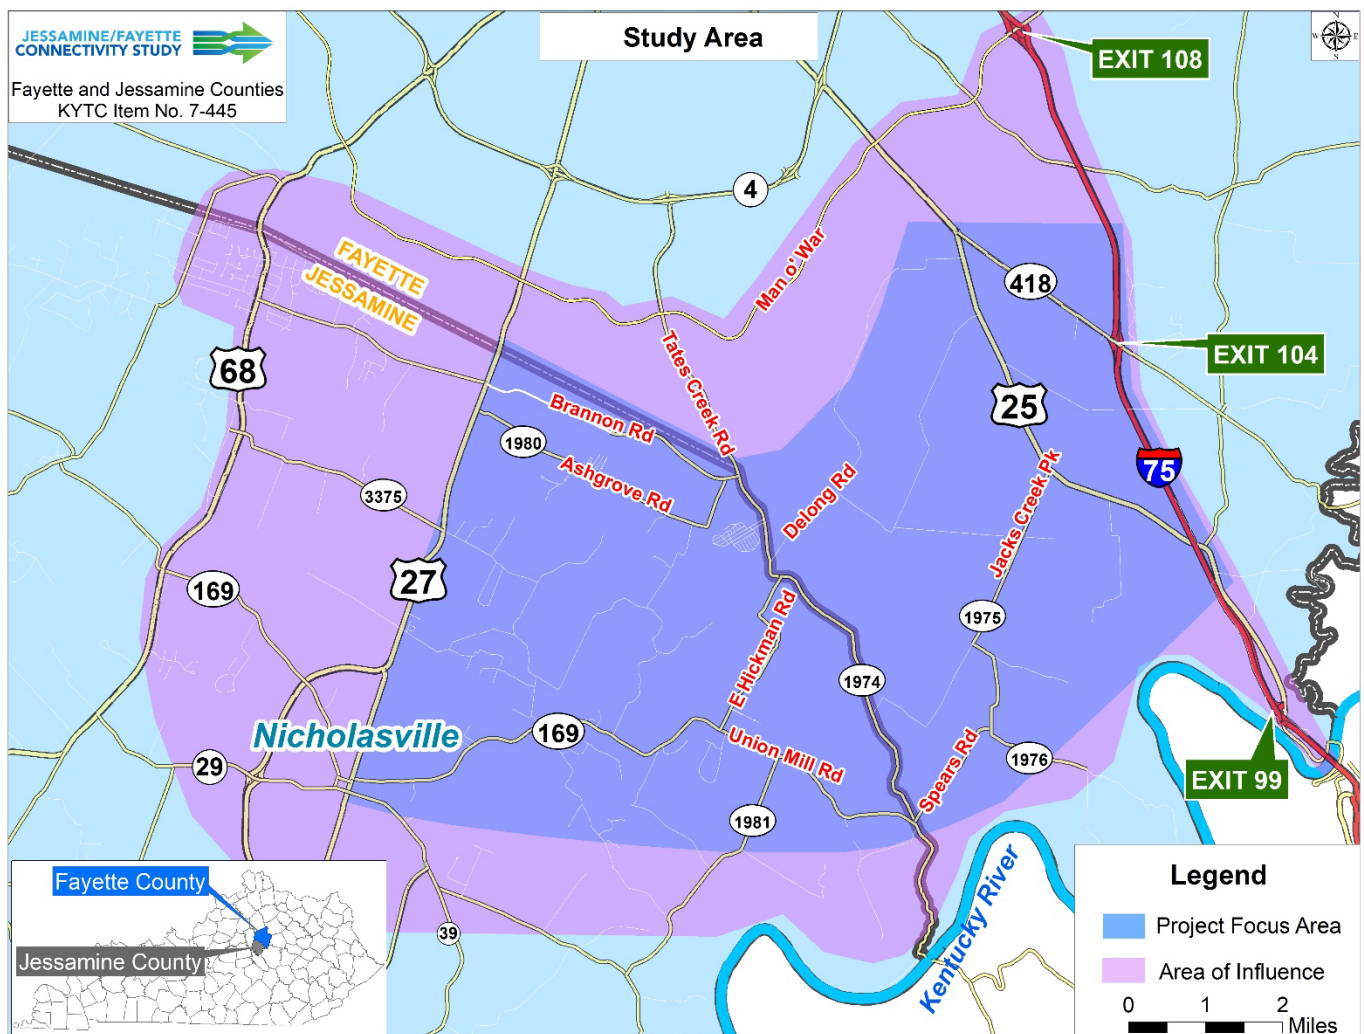 JESSAMINE/FAYETTE
CONNECTIVITY STUDY
Fayette and Jessamine Counties
KYTC Item No. 7-445
Study Area
N
W E
S
EXIT 108
4
FAYETTE
JESSAMINE
Man o' War
418
EXIT 104
68
Tates Creek Rd
25
Brannon Rd
1980
Ashgrove Rd
75
3375
Delong Rd
Jacks Creek Pk
27
169
E Hickman Rd
1975
1974
Nicholasville
169
Union Mill Rd
Spears Rd
1976
29
EXIT 99
1981
39
Kentucky River
Fayette County
Jessamine County
Legend
Project Focus Area
Area of Influence
0 1 2
Miles